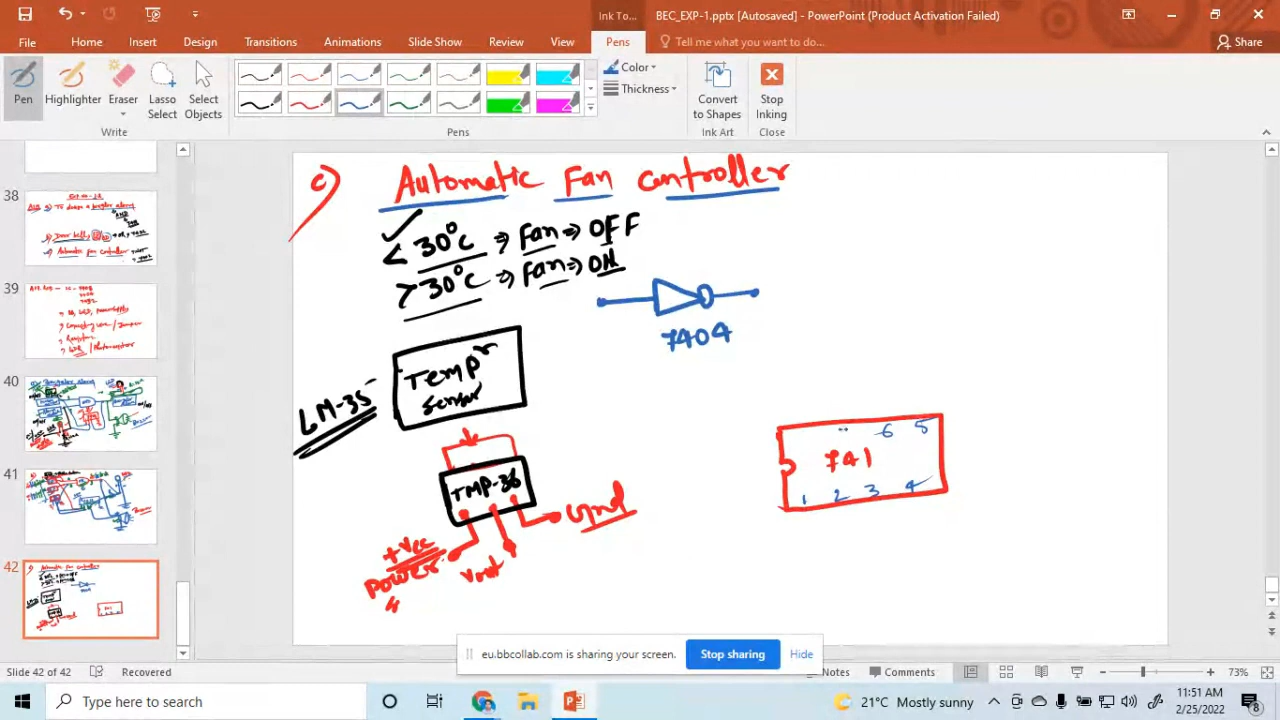 Ink To...
BEC_EXP-1.pptx [Autosaved] - PowerPoint (Product Activation Failed)
File Home Insert Design Transitions Animations Slide Show Review View Pens Tell me what you want to do... Share
Pen Highlighter Eraser Lasso Select Select Objects
Color
Thickness
Convert to Shapes Stop Inking
Write Pens Ink Art Close
38
39
40
41
42
c) Automatic Fan controller
< 30°c ⇒ Fan ⇒ OFF
> 30°c ⇒ Fan ⇒ ON
7404
Tempr
Sensor
LM-35
TMP-36
Gnd
+Vcc
Power
Vout
6 5
741
1 2 3 4
eu.bbcollab.com is sharing your screen. Stop sharing Hide
Slide 42 of 42 Recovered Notes Comments 73%
Type here to search
21°C Mostly sunny
11:51 AM
2/25/2022
8